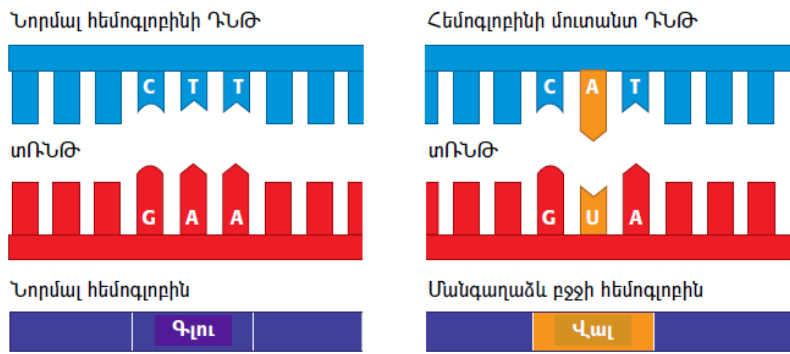 Նորմալ հեմոգլոբինի ԴՆԹ
C T T
տՌՆԹ
G A A
Նորմալ հեմոգլոբին
Գլու
Հեմոգլոբինի մուտանտ ԴՆԹ
C A T
տՌՆԹ
G U A
Մանգաղաձև բջջի հեմոգլոբին
Վալ